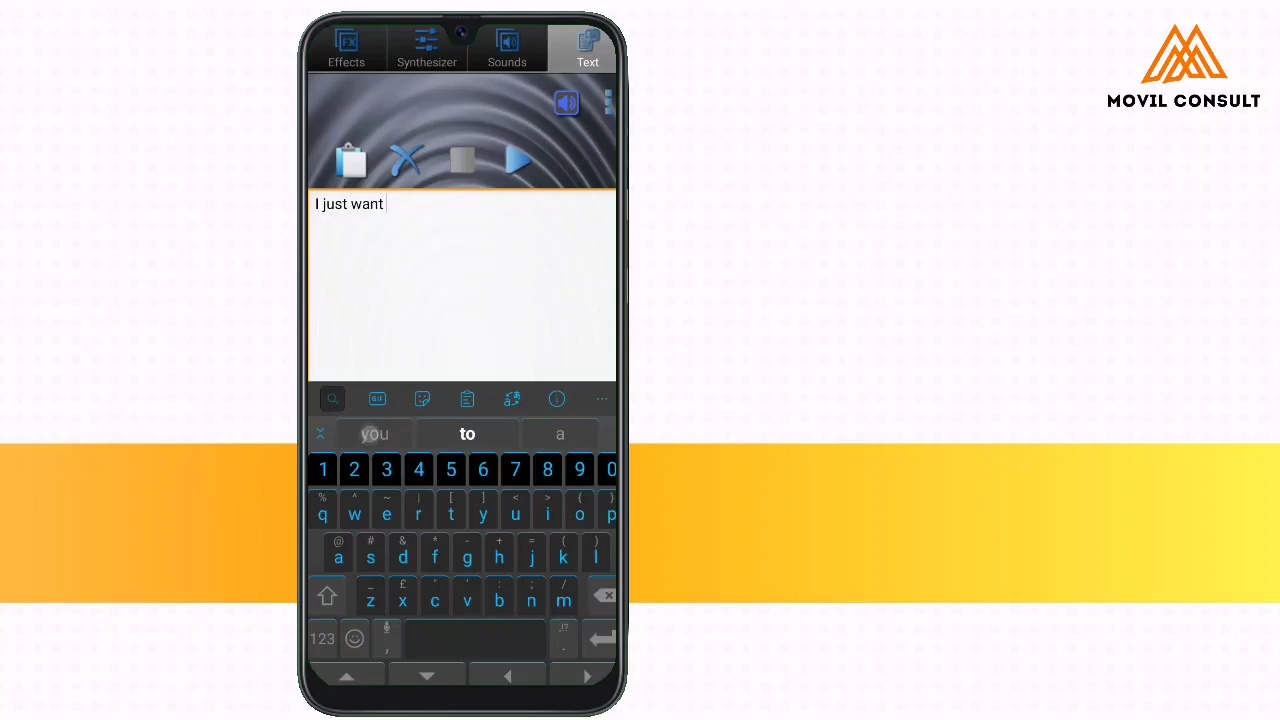 Effects Synthesizer Sounds Text
MOVIL CONSULT
I just want
GIF
you to a
1 2 3 4 5 6 7 8 9 0
% ^ ~ | [ ] < > { }
q w e r t y u i o p
@ # & * - + = ( )
a s d f g h j k l
_ £ " ' : ; /
z x c v b n m
123 , ,!? .